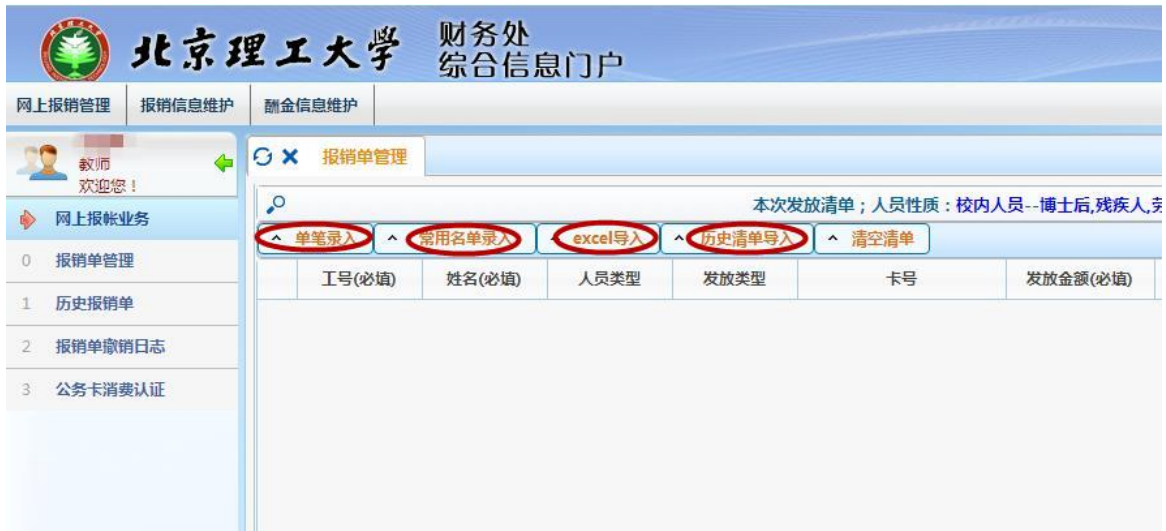 北京理工大学
财务处
综合信息门户
网上报销管理 报销信息维护 酬金信息维护
教师
欢迎您！
报销单管理
网上报帐业务
本次发放清单；人员性质：校内人员--博士后,残疾人,
单笔录入 常用名单录入 excel导入 历史清单导入 清空清单
0 报销单管理
工号(必填) 姓名(必填) 人员类型 发放类型 卡号 发放金额(必填)
1 历史报销单
2 报销单撤销日志
3 公务卡消费认证